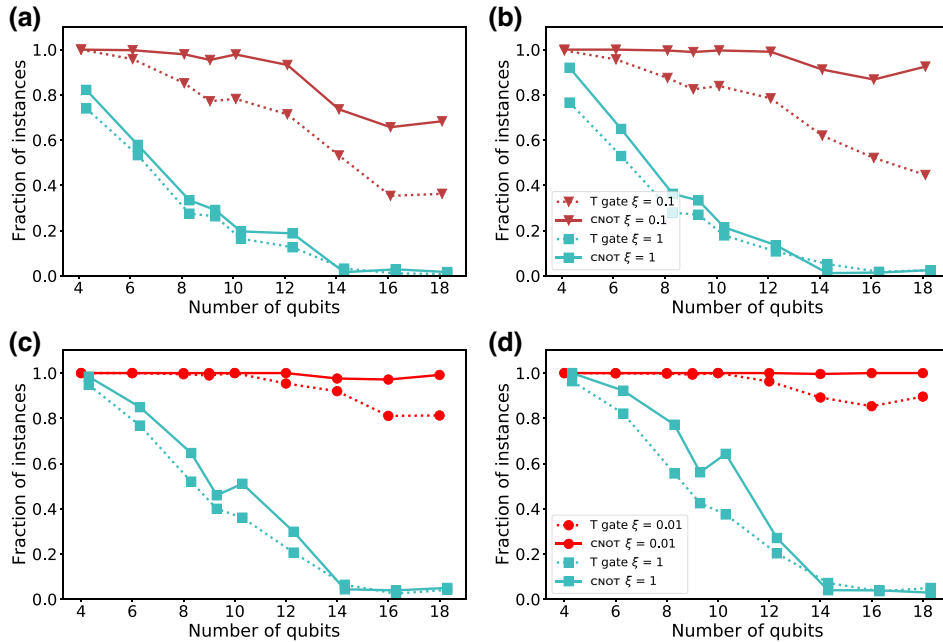 (a)
Fraction of instances
1.0
0.8
0.6
0.4
0.2
0.0
4 6 8 10 12 14 16 18
Number of qubits
(b)
Fraction of instances
1.0
0.8
0.6
0.4
0.2
0.0
T gate ξ = 0.1
CNOT ξ = 0.1
T gate ξ = 1
CNOT ξ = 1
4 6 8 10 12 14 16 18
Number of qubits
(c)
Fraction of instances
1.0
0.8
0.6
0.4
0.2
0.0
4 6 8 10 12 14 16 18
Number of qubits
(d)
Fraction of instances
1.0
0.8
0.6
0.4
0.2
0.0
T gate ξ = 0.01
CNOT ξ = 0.01
T gate ξ = 1
CNOT ξ = 1
4 6 8 10 12 14 16 18
Number of qubits